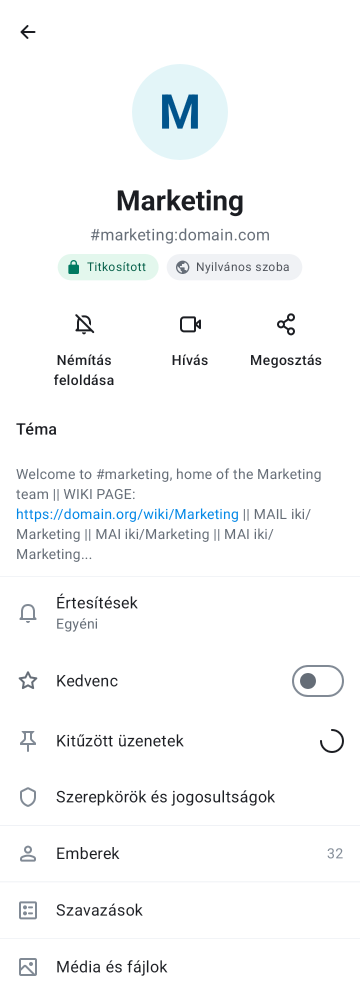 M
Marketing
#marketing:domain.com
Titkosított
Nyilvános szoba
Némítás
feloldása
Hívás
Megosztás
Téma
Welcome to #marketing, home of the Marketing
team || WIKI PAGE:
https://domain.org/wiki/Marketing || MAIL iki/
Marketing || MAI iki/Marketing || MAI iki/
Marketing...
Értesítések
Egyéni
Kedvenc
Kitűzött üzenetek
Szerepkörök és jogosultságok
Emberek 32
Szavazások
Média és fájlok